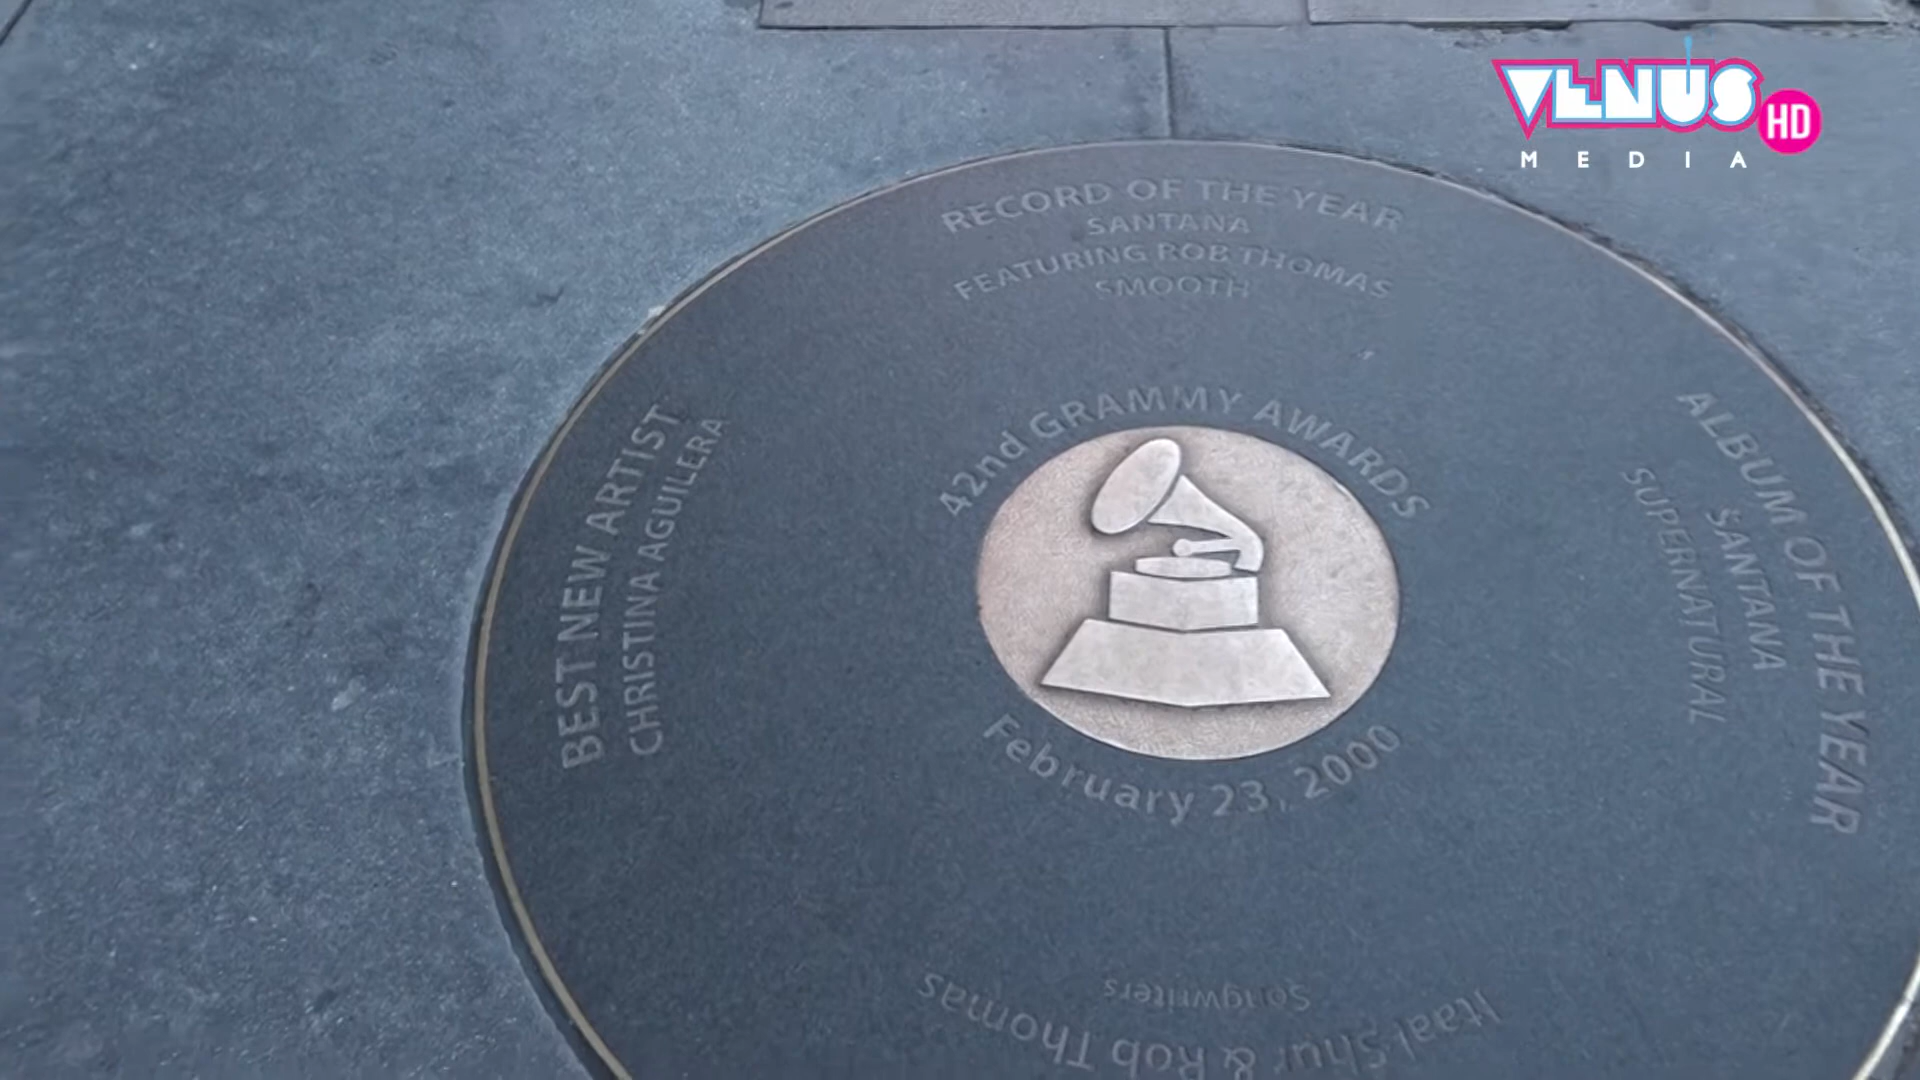 VENUS HD
MEDIA
RECORD OF THE YEAR
SANTANA
FEATURING ROB THOMAS
SMOOTH
BEST NEW ARTIST
CHRISTINA AGUILERA
42nd GRAMMY AWARDS
February 23, 2000
ALBUM OF THE YEAR
SANTANA
SUPERNATURAL
Itaal Shur & Rob Thomas
Songwriters